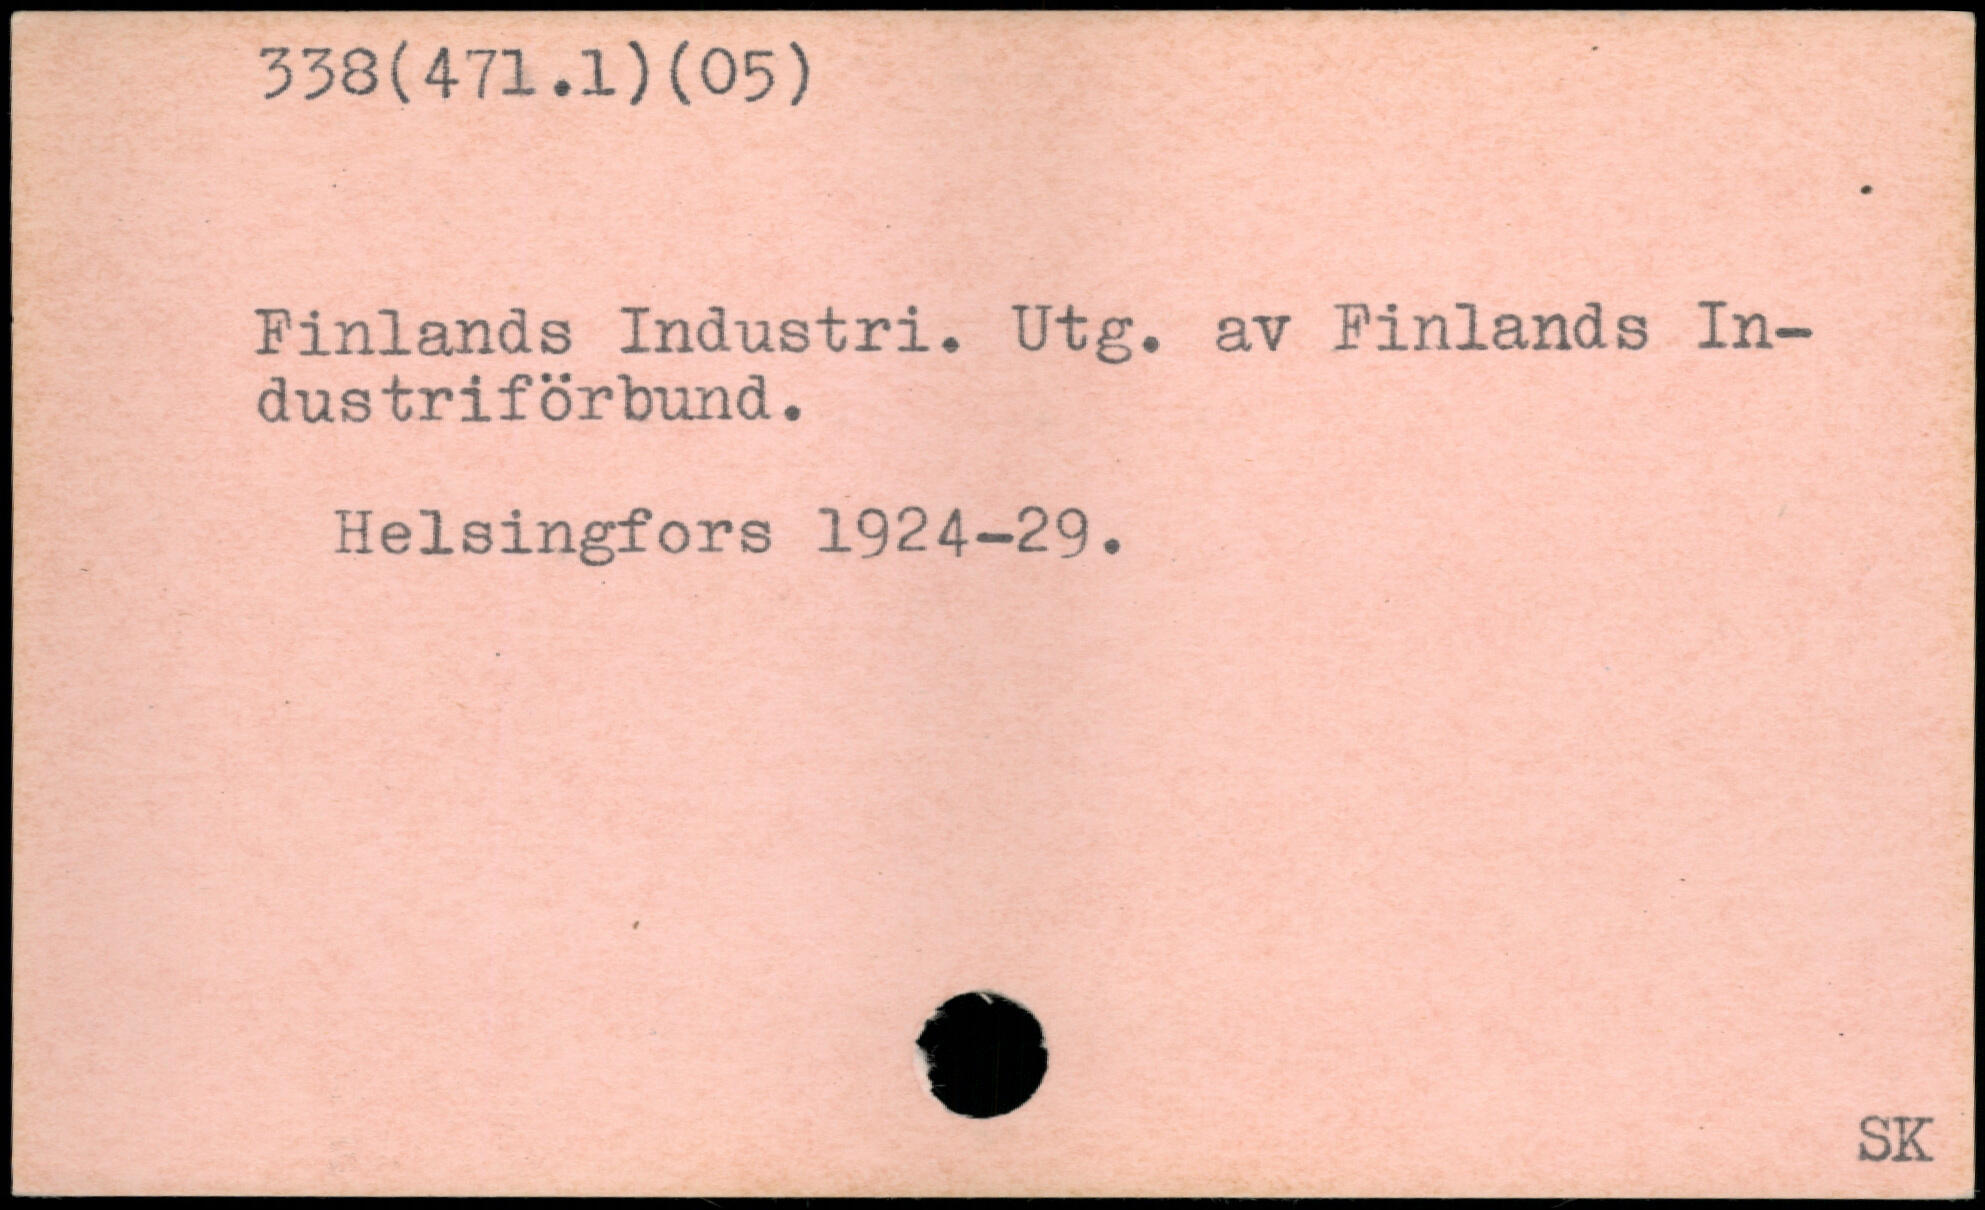 338(471.1)(05)
Finlands Industri. Utg. av Finlands In-
dustriförbund.
Helsingfors 1924-29.
SK